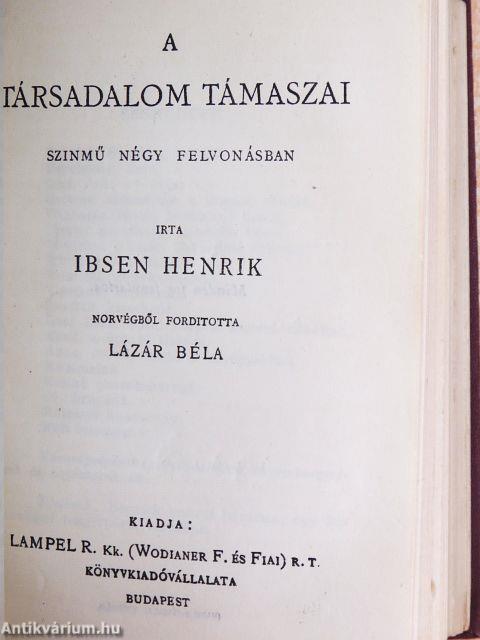 A
TÁRSADALOM TÁMASZAI
SZINMŰ NÉGY FELVONÁSBAN
IRTA
IBSEN HENRIK
NORVÉGBŐL FORDITOTTA
LÁZÁR BÉLA
KIADJA:
LAMPEL R. KK. (WODIANER F. ÉS FIAI) R. T.
KÖNYVKIADÓVÁLLALATA
BUDAPEST
Antikvárium.hu